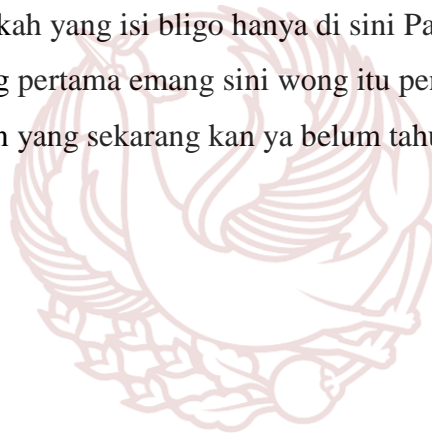 kah yang isi bligo hanya di sini Pa
g pertama emang sini wong itu per
n yang sekarang kan ya belum tahu